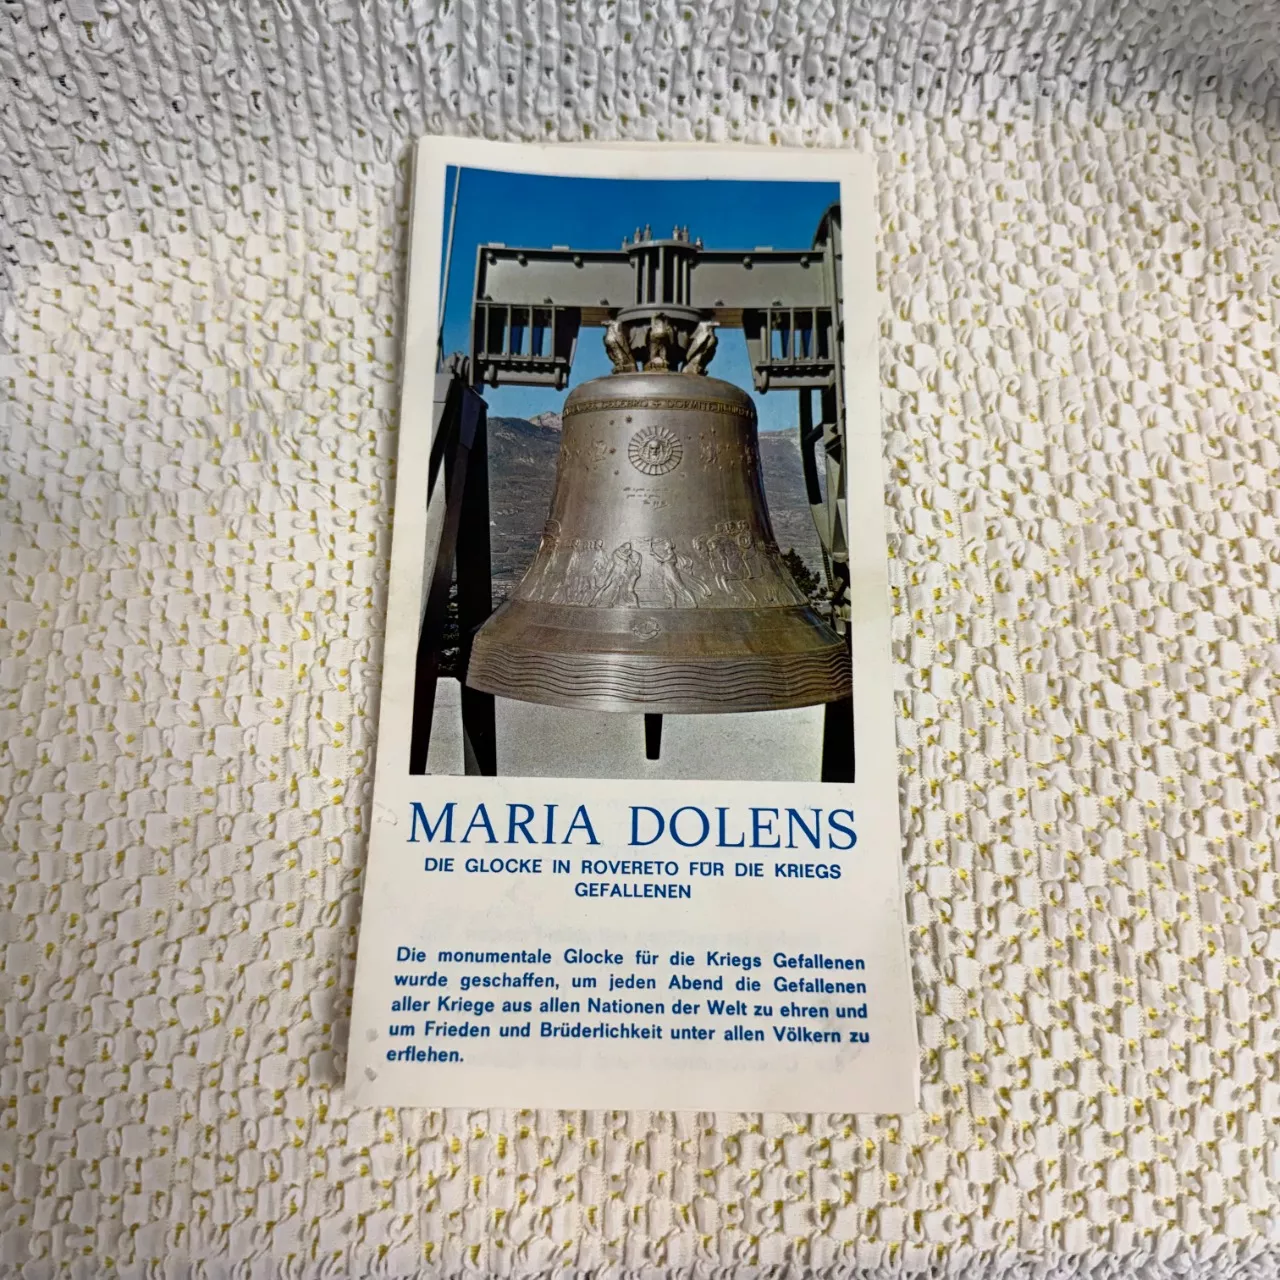 MARIA DOLENS
DIE GLOCKE IN ROVERETO FÜR DIE KRIEGS
GEFALLENEN
Die monumentale Glocke für die Kriegs Gefallenen
wurde geschaffen, um jeden Abend die Gefallenen
aller Kriege aus allen Nationen der Welt zu ehren und
um Frieden und Brüderlichkeit unter allen Völkern zu
erflehen.